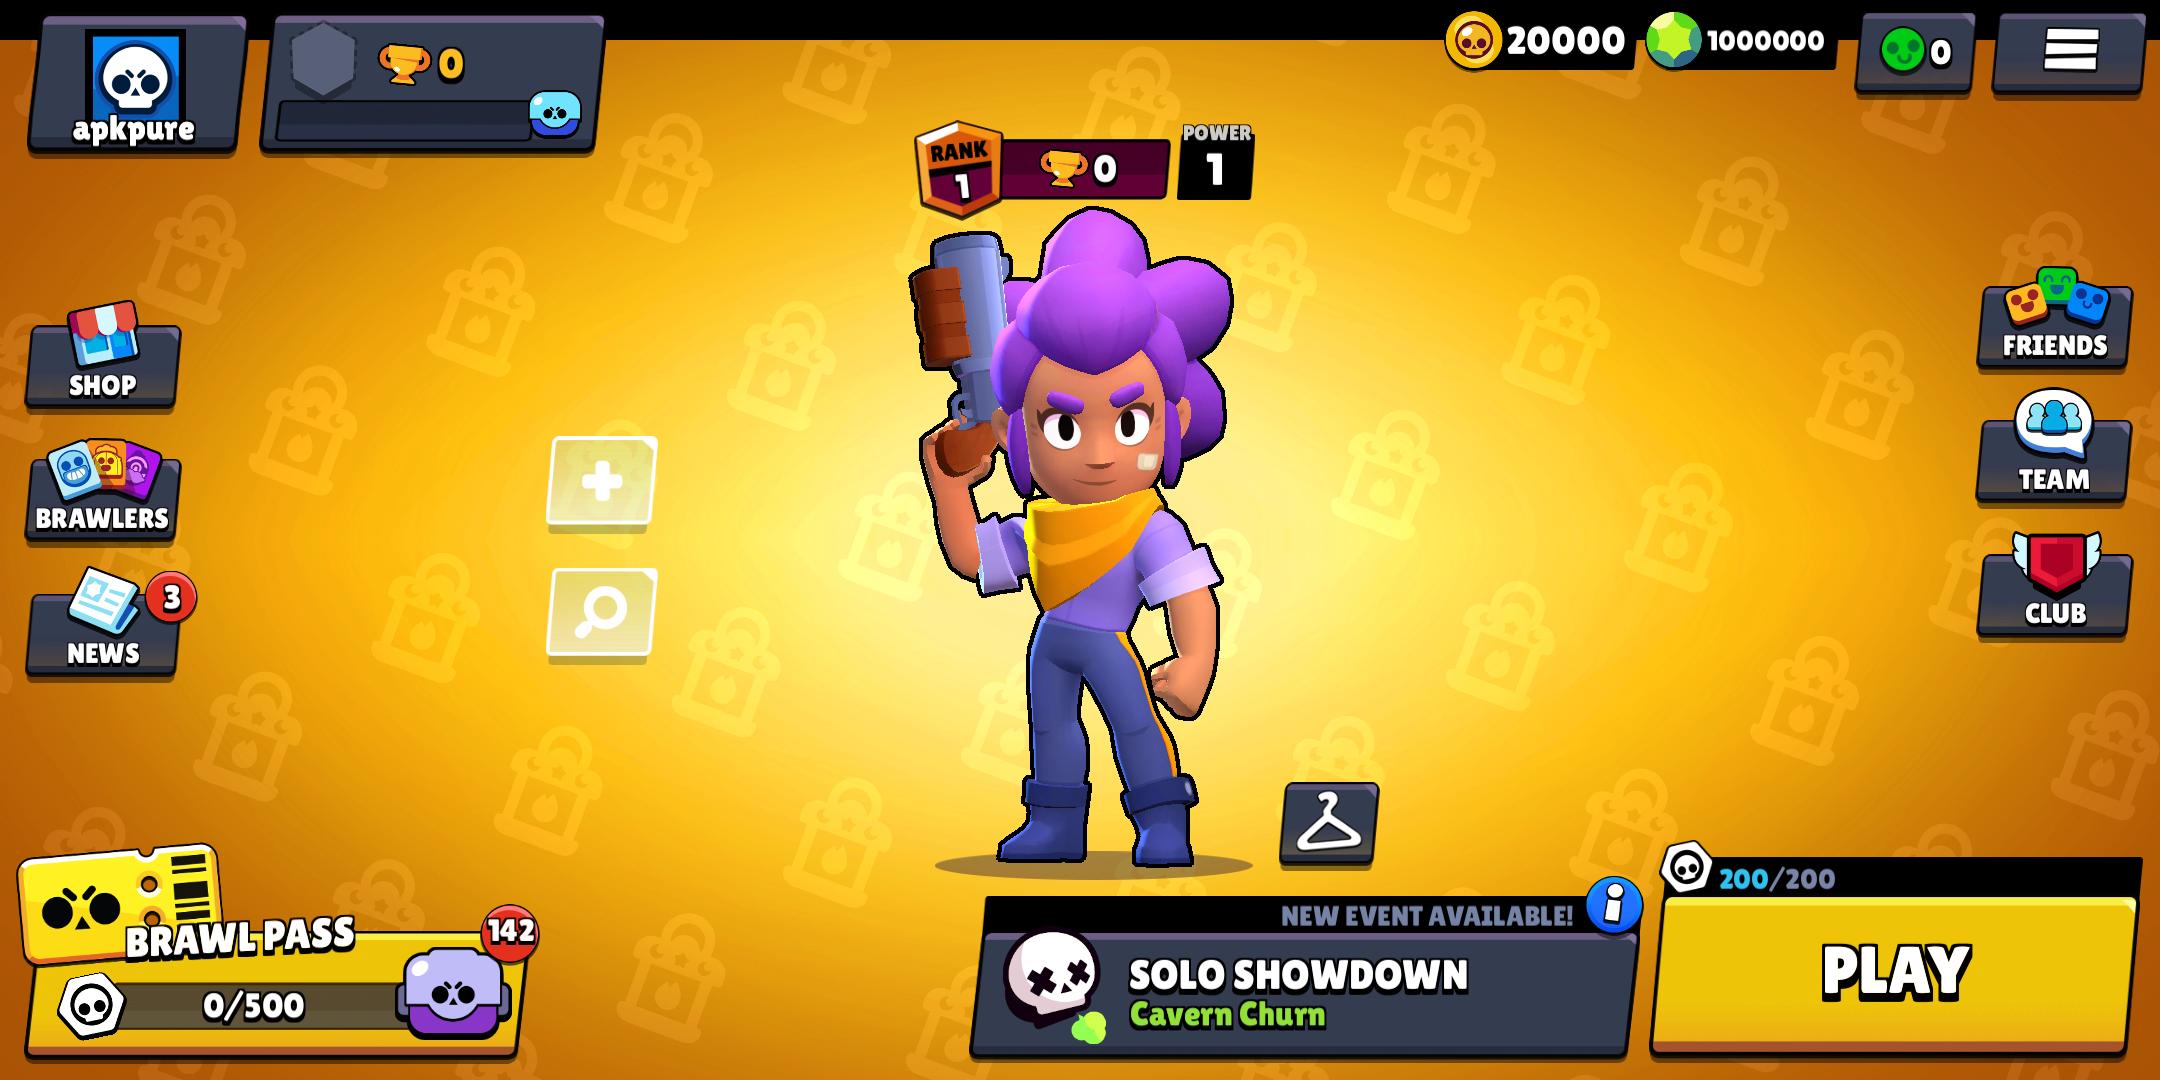 apkpure
0
20000
1000000
0
RANK
1
0
POWER
1
SHOP
BRAWLERS
NEWS
3
FRIENDS
TEAM
CLUB
BRAWL PASS
142
0/500
NEW EVENT AVAILABLE!
SOLO SHOWDOWN
Cavern Churn
200/200
PLAY